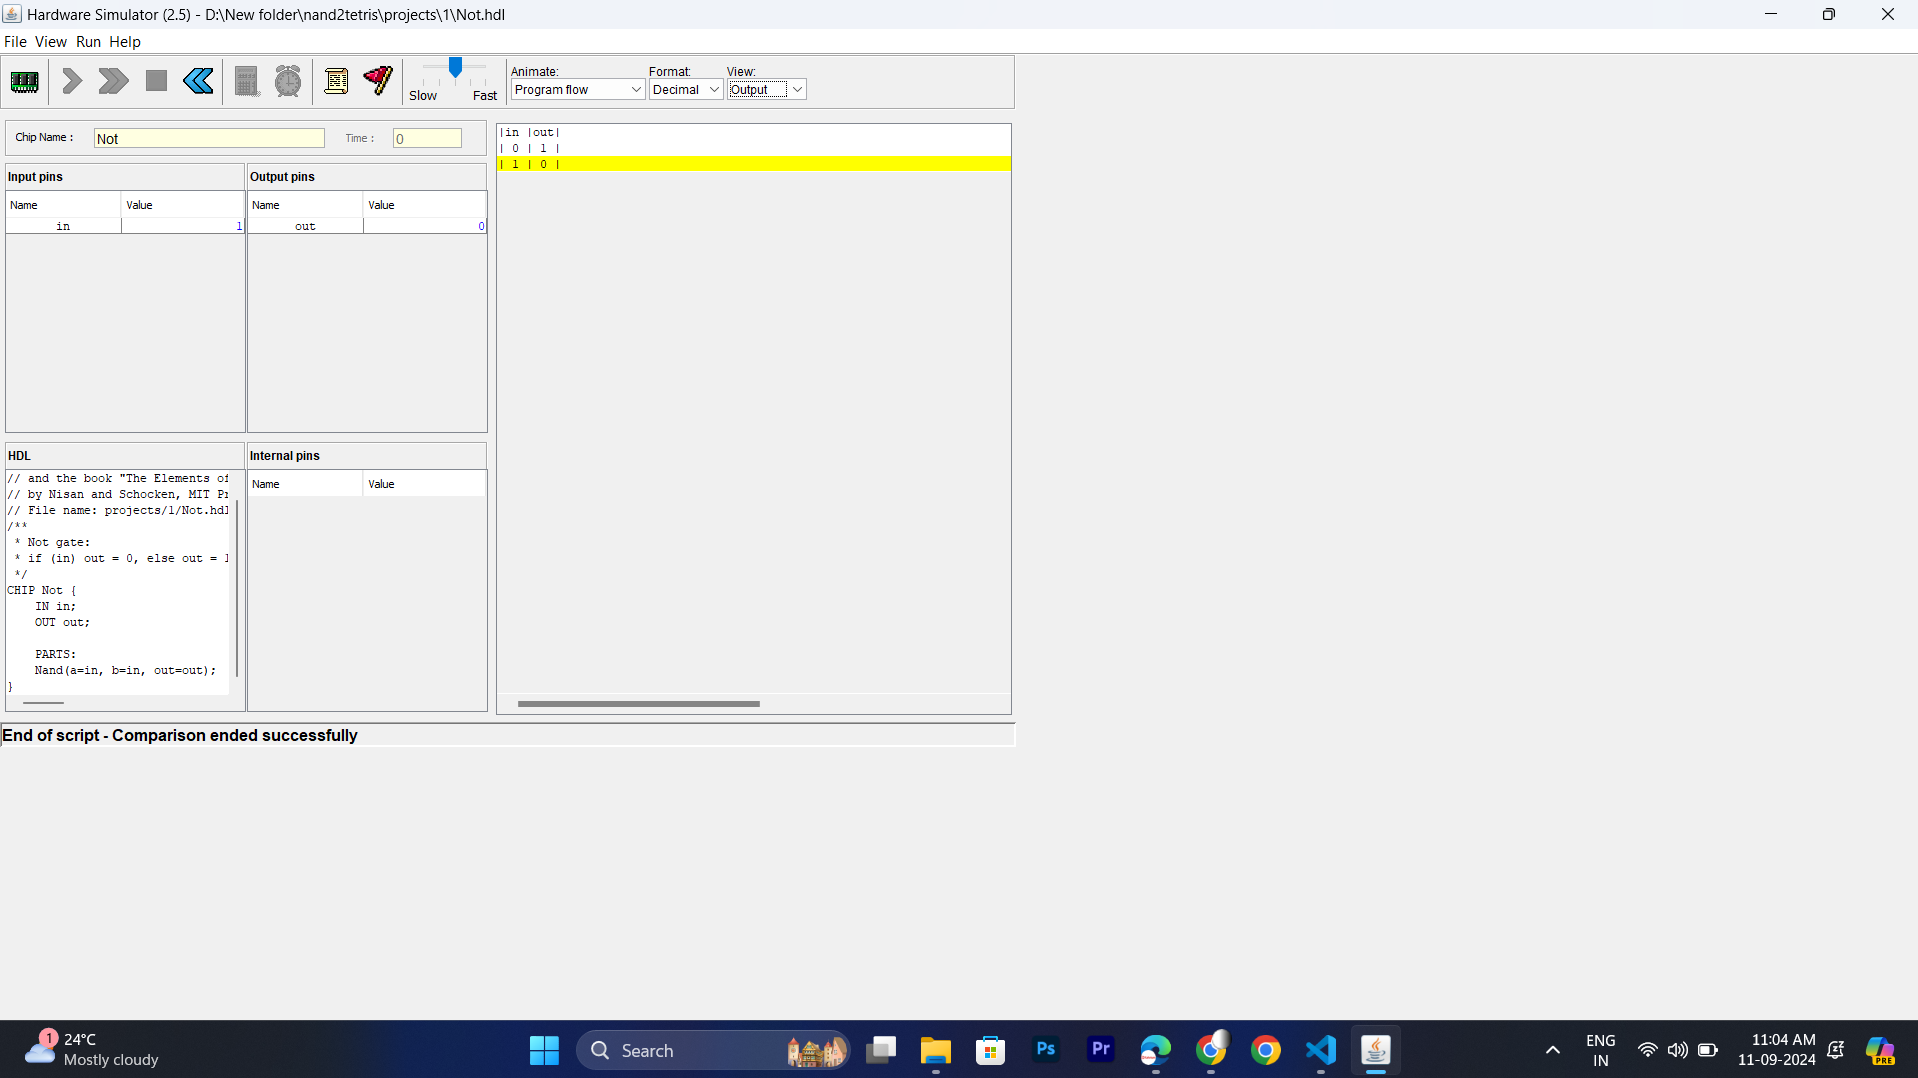 Hardware Simulator (2.5) - D:\New folder\nand2tetris\projects\1\Not.hdl
File View Run Help
Animate: Format: View:
Slow Fast Program flow Decimal Output
Chip Name : Not Time : 0
Input pins
Name Value
in 1
Output pins
Name Value
out 0
|in |out|
| 0 | 1 |
| 1 | 0 |
HDL
// and the book "The Elements of
// by Nisan and Schocken, MIT Pr
// File name: projects/1/Not.hdl
/**
* Not gate:
* if (in) out = 0, else out = 1
*/
CHIP Not {
IN in;
OUT out;
PARTS:
Nand(a=in, b=in, out=out);
}
Internal pins
Name Value
End of script - Comparison ended successfully
1
24°C
Mostly cloudy
Search
Ps
Pr
ENG
IN
11:04 AM
11-09-2024
PRE